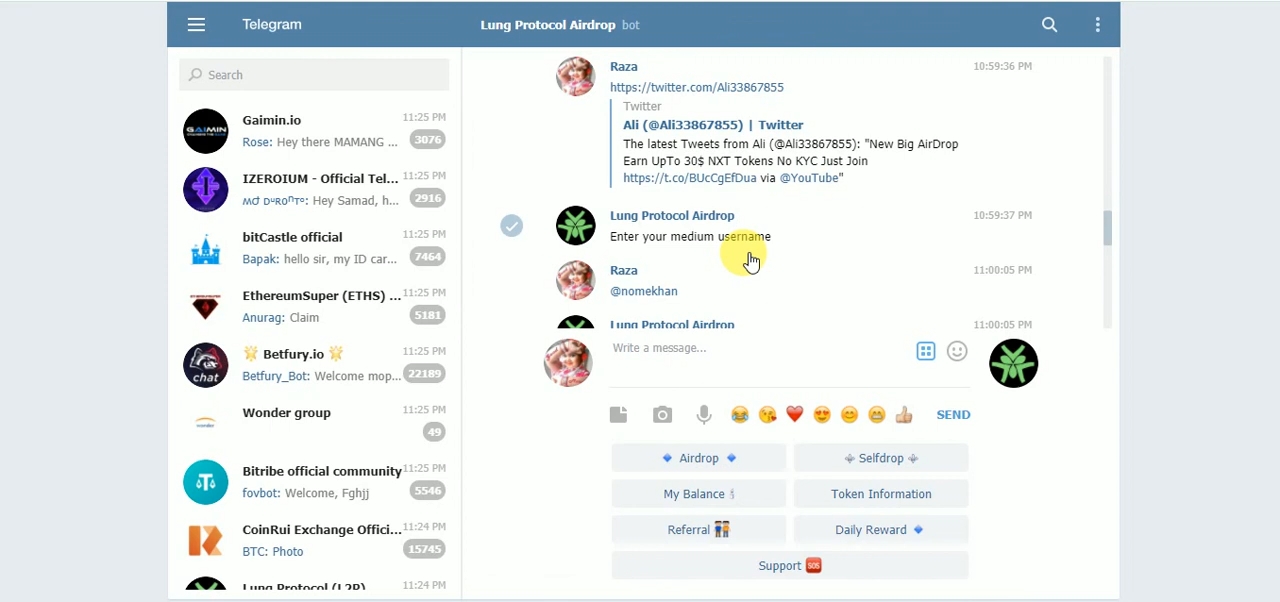 Telegram
Lung Protocol Airdrop bot
Search
Gaimin.io 11:25 PM
Rose: Hey there MAMANG ... 3076
IZEROIUM - Official Tel... 11:25 PM
Hey Samad, h... 2916
bitCastle official 11:25 PM
Bapak: hello sir, my ID car... 7464
EthereumSuper (ETHS) ... 11:25 PM
Anurag: Claim 5181
🌟 Betfury.io 🌟 11:25 PM
Betfury_Bot: Welcome mop... 22189
Wonder group 11:25 PM
49
Bitribe official community 11:25 PM
fovbot: Welcome, Fghjj 5546
CoinRui Exchange Offici... 11:24 PM
BTC: Photo 15745
Lung Protocol (L2P) 11:24 PM
GAIMIN
chat
wonder
Raza 10:59:36 PM
https://twitter.com/Ali33867855
Twitter
Ali (@Ali33867855) | Twitter
The latest Tweets from Ali (@Ali33867855): "New Big AirDrop
Earn UpTo 30$ NXT Tokens No KYC Just Join
https://t.co/BUcCgEfDua via @YouTube"
Lung Protocol Airdrop 10:59:37 PM
Enter your medium username
Raza 11:00:05 PM
@nomekhan
Lung Protocol Airdrop 11:00:05 PM
Write a message...
SEND
🔹 Airdrop 🔹
Selfdrop
My Balance
Token Information
Referral 👬
Daily Reward 🔹
Support 🆘